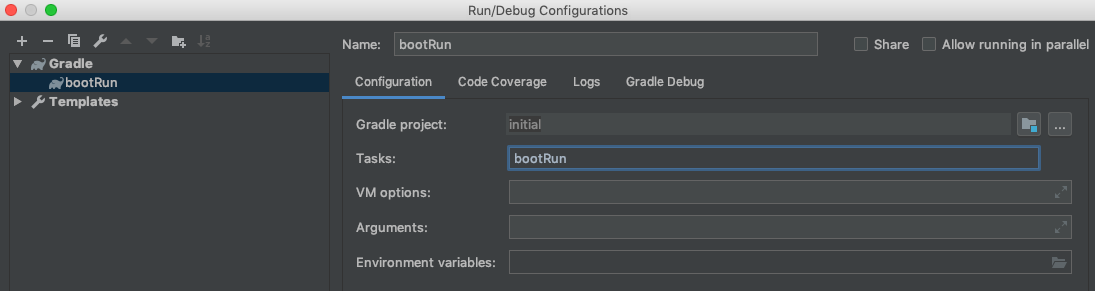 Run/Debug Configurations
Name: bootRun
Share
Allow running in parallel
Gradle
bootRun
Templates
Configuration Code Coverage Logs Gradle Debug
Gradle project: initial ...
Tasks: bootRun
VM options:
Arguments:
Environment variables: